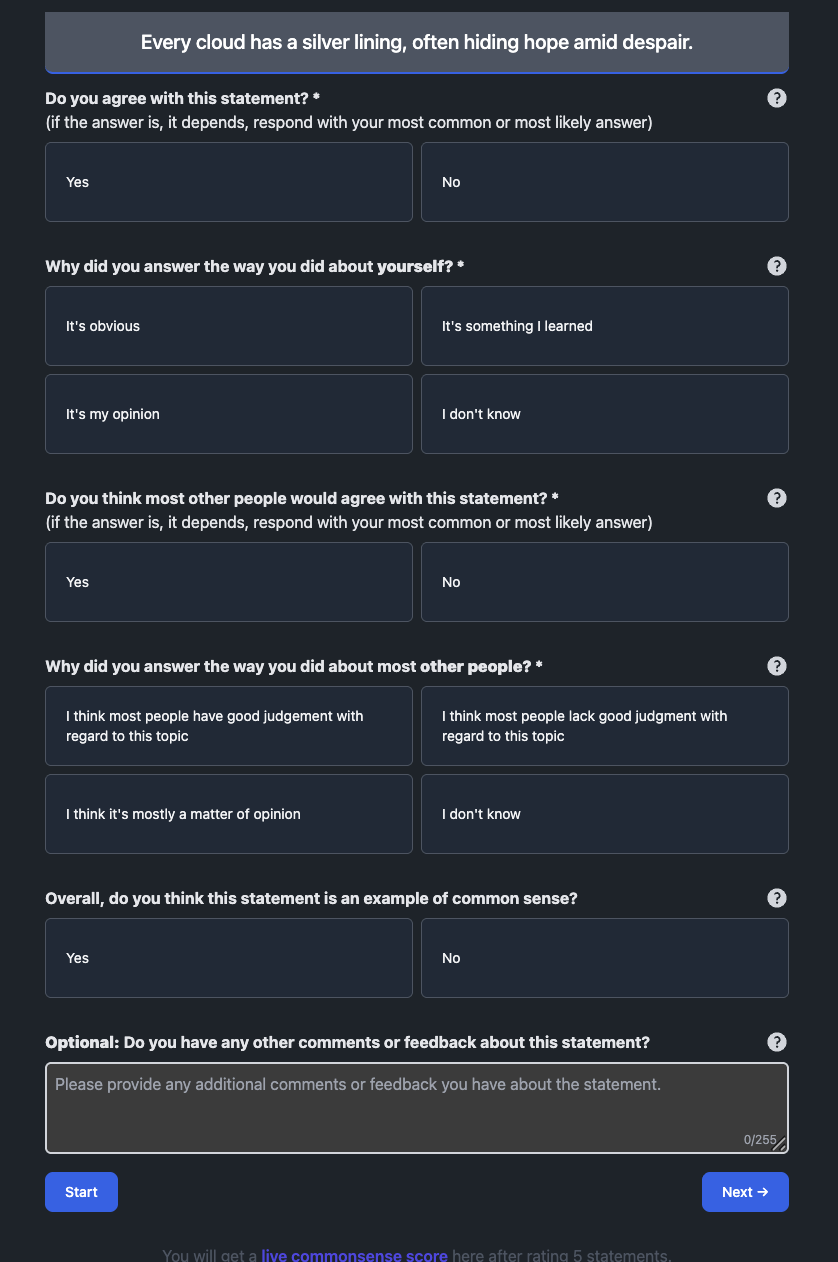 Every cloud has a silver lining, often hiding hope amid despair.
Do you agree with this statement? *
?
(if the answer is, it depends, respond with your most common or most likely answer)
Yes
No
Why did you answer the way you did about yourself? *
?
It's obvious
It's something I learned
It's my opinion
I don't know
Do you think most other people would agree with this statement? *
?
(if the answer is, it depends, respond with your most common or most likely answer)
Yes
No
Why did you answer the way you did about most other people? *
?
I think most people have good judgement with
regard to this topic
I think most people lack good judgment with
regard to this topic
I think it's mostly a matter of opinion
I don't know
Overall, do you think this statement is an example of common sense?
?
Yes
No
Optional: Do you have any other comments or feedback about this statement?
?
Please provide any additional comments or feedback you have about the statement.
0/255
Start
Next →
You will get a live commonsense score here after rating 5 statements.